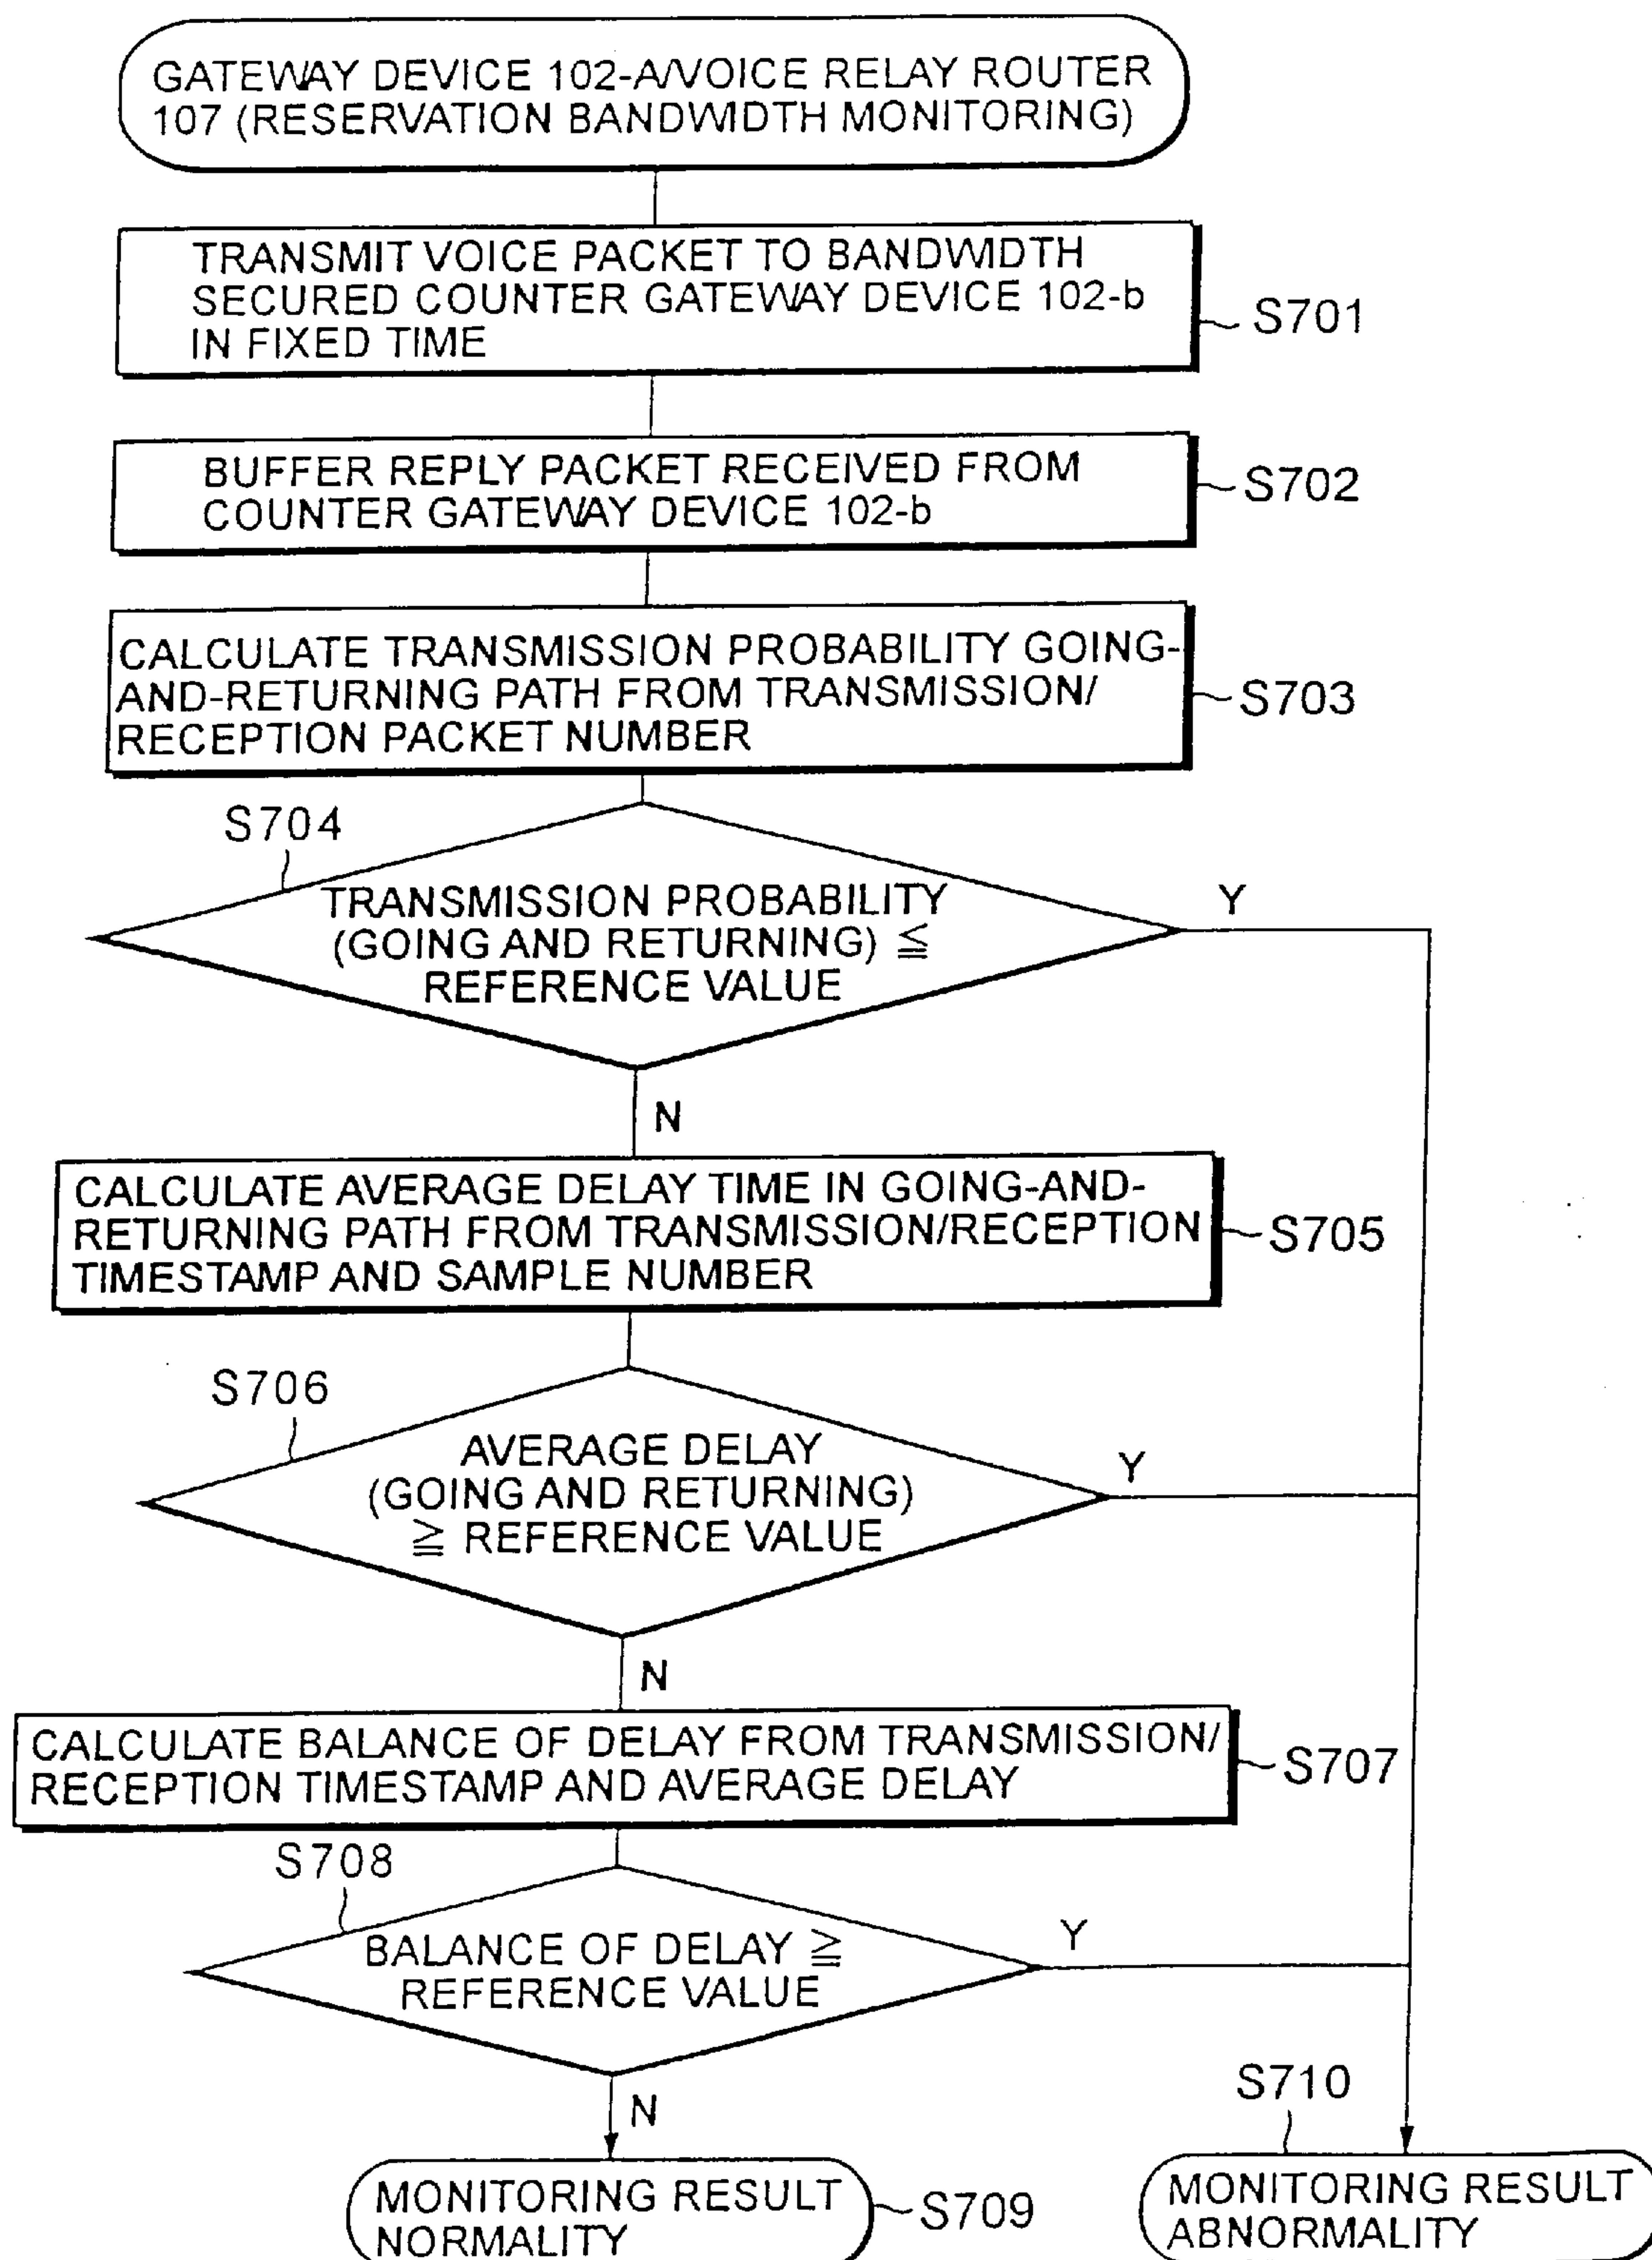 GATEWAY DEVICE 102-A/VOICE RELAY ROUTER
107 (RESERVATION BANDWIDTH MONITORING)
TRANSMIT VOICE PACKET TO BANDWIDTH
SECURED COUNTER GATEWAY DEVICE 102-b
IN FIXED TIME
S701
BUFFER REPLY PACKET RECEIVED FROM
COUNTER GATEWAY DEVICE 102-b
S702
CALCULATE TRANSMISSION PROBABILITY GOING-
AND-RETURNING PATH FROM TRANSMISSION/
RECEPTION PACKET NUMBER
S703
S704
TRANSMISSION PROBABILITY
(GOING AND RETURNING) ≦
REFERENCE VALUE
Y
N
CALCULATE AVERAGE DELAY TIME IN GOING-AND-
RETURNING PATH FROM TRANSMISSION/RECEPTION
TIMESTAMP AND SAMPLE NUMBER
S705
S706
AVERAGE DELAY
(GOING AND RETURNING)
≧ REFERENCE VALUE
Y
N
CALCULATE BALANCE OF DELAY FROM TRANSMISSION/
RECEPTION TIMESTAMP AND AVERAGE DELAY
S707
S708
BALANCE OF DELAY ≧
REFERENCE VALUE
Y
N
MONITORING RESULT
NORMALITY
S709
S710
MONITORING RESULT
ABNORMALITY